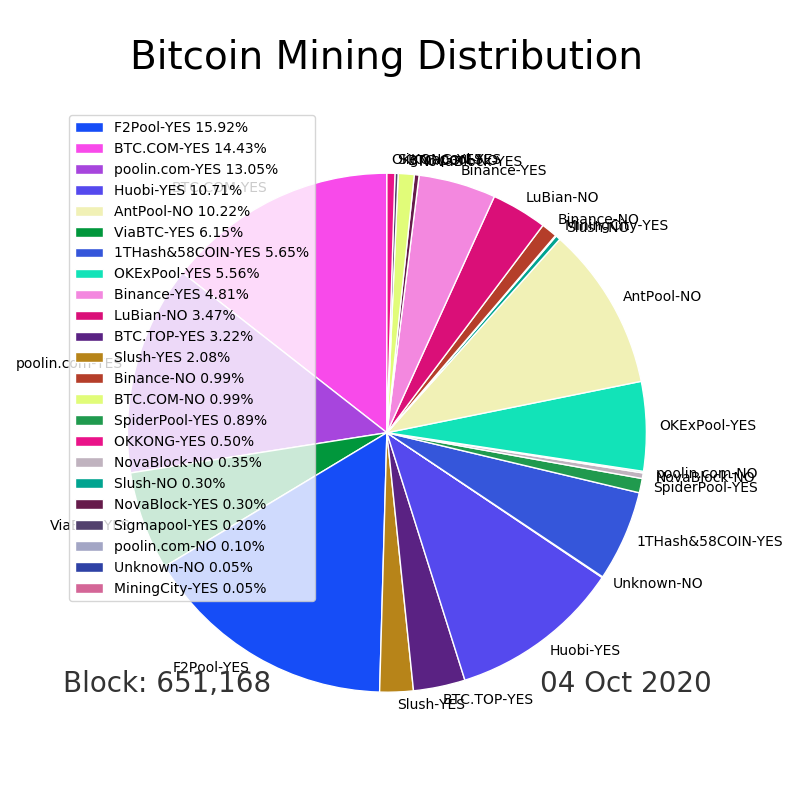 Bitcoin Mining Distribution
F2Pool-YES 15.92%
BTC.COM-YES 14.43%
poolin.com-YES 13.05%
Huobi-YES 10.71%
AntPool-NO 10.22%
ViaBTC-YES 6.15%
1THash&58COIN-YES 5.65%
OKExPool-YES 5.56%
Binance-YES 4.81%
LuBian-NO 3.47%
BTC.TOP-YES 3.22%
Slush-YES 2.08%
Binance-NO 0.99%
BTC.COM-NO 0.99%
SpiderPool-YES 0.89%
OKKONG-YES 0.50%
NovaBlock-NO 0.35%
Slush-NO 0.30%
NovaBlock-YES 0.30%
Sigmapool-YES 0.20%
poolin.com-NO 0.10%
Unknown-NO 0.05%
MiningCity-YES 0.05%
NovaBlock-YES
Binance-YES
LuBian-NO
Binance-NO
MiningCity-YES
Slush-NO
AntPool-NO
OKExPool-YES
poolin.com-NO
NovaBlock-NO
SpiderPool-YES
1THash&58COIN-YES
Unknown-NO
Huobi-YES
BTC.TOP-YES
Slush-YES
F2Pool-YES
poolin.com-YES
Block: 651,168
04 Oct 2020